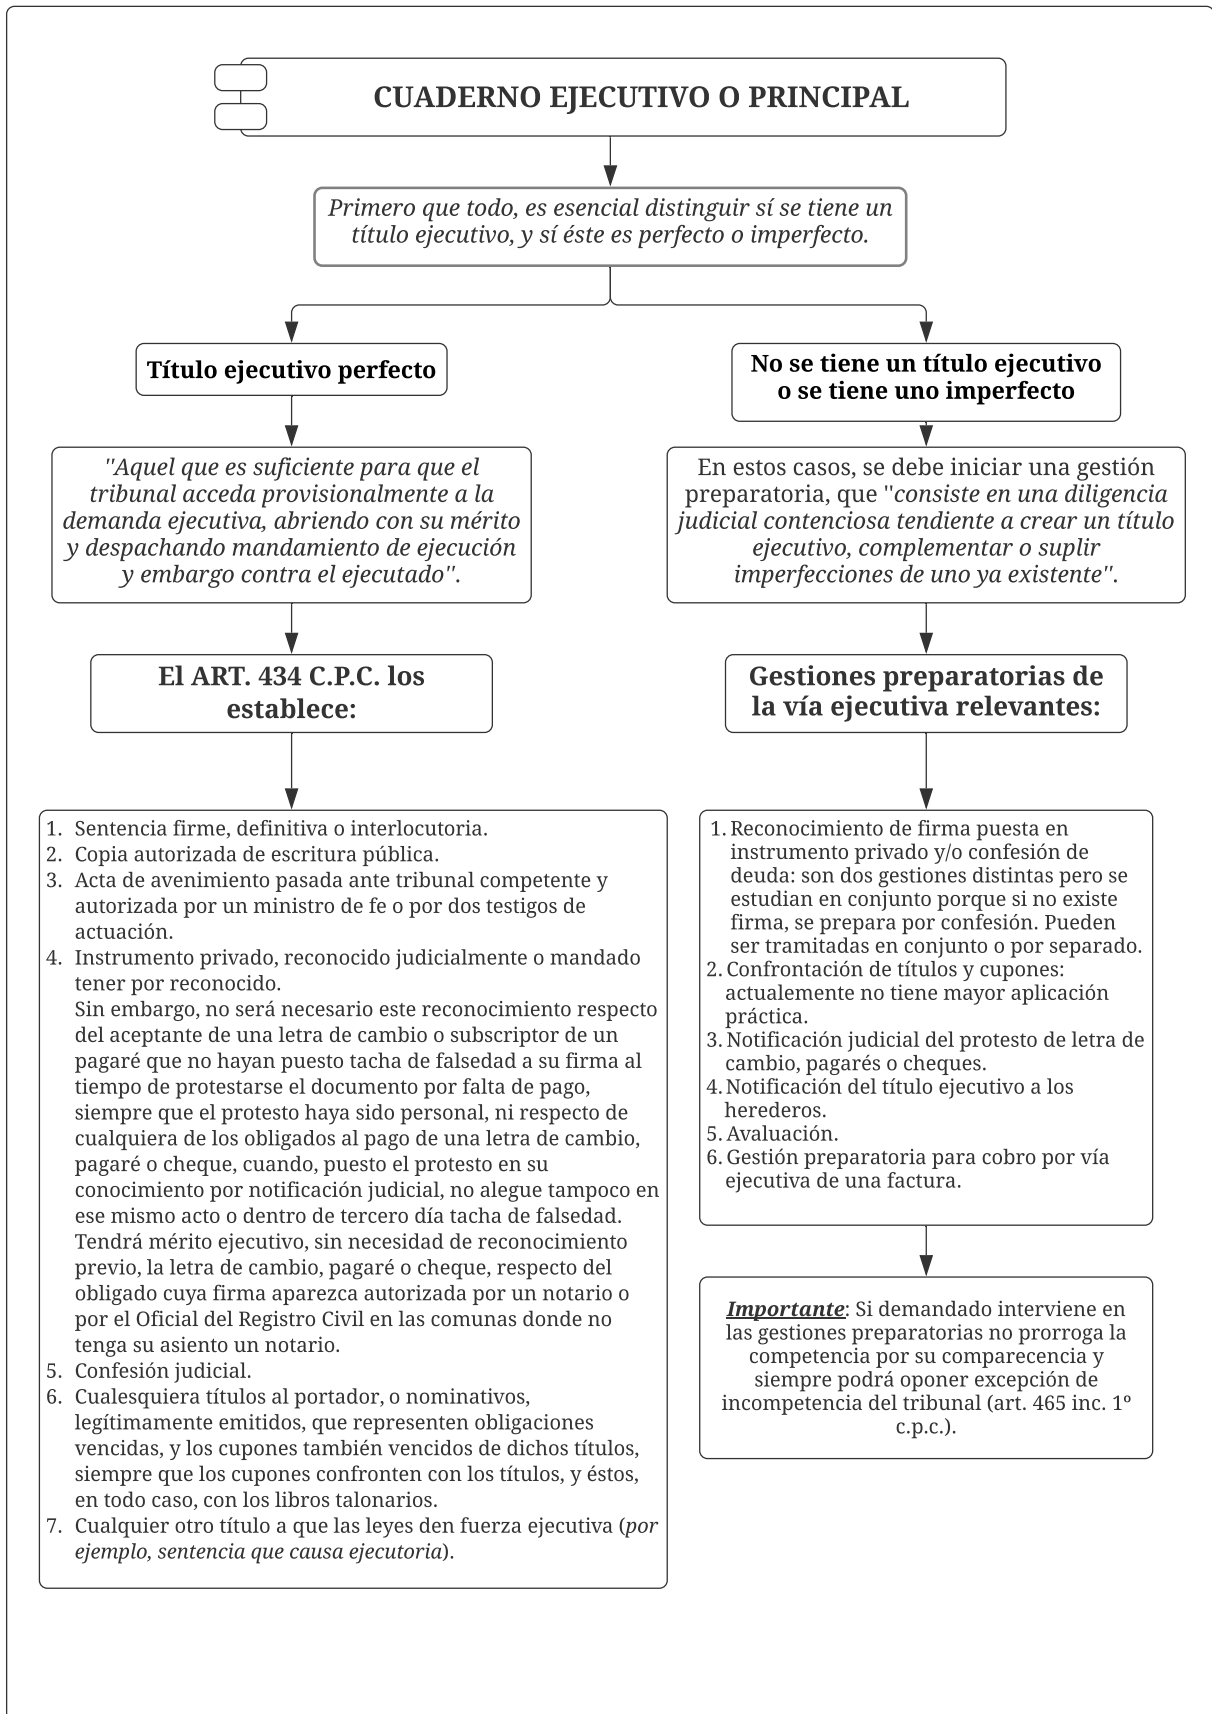 CUADERNO EJECUTIVO O PRINCIPAL
Primero que todo, es esencial distinguir sí se tiene un
título ejecutivo, y sí éste es perfecto o imperfecto.
Título ejecutivo perfecto
''Aquel que es suficiente para que el
tribunal acceda provisionalmente a la
demanda ejecutiva, abriendo con su mérito
y despachando mandamiento de ejecución
y embargo contra el ejecutado''.
El ART. 434 C.P.C. los
establece:
1. Sentencia firme, definitiva o interlocutoria.
2. Copia autorizada de escritura pública.
3. Acta de avenimiento pasada ante tribunal competente y
autorizada por un ministro de fe o por dos testigos de
actuación.
4. Instrumento privado, reconocido judicialmente o mandado
tener por reconocido.
Sin embargo, no será necesario este reconocimiento respecto
del aceptante de una letra de cambio o subscriptor de un
pagaré que no hayan puesto tacha de falsedad a su firma al
tiempo de protestarse el documento por falta de pago,
siempre que el protesto haya sido personal, ni respecto de
cualquiera de los obligados al pago de una letra de cambio,
pagaré o cheque, cuando, puesto el protesto en su
conocimiento por notificación judicial, no alegue tampoco en
ese mismo acto o dentro de tercero día tacha de falsedad.
Tendrá mérito ejecutivo, sin necesidad de reconocimiento
previo, la letra de cambio, pagaré o cheque, respecto del
obligado cuya firma aparezca autorizada por un notario o
por el Oficial del Registro Civil en las comunas donde no
tenga su asiento un notario.
5. Confesión judicial.
6. Cualesquiera títulos al portador, o nominativos,
legítimamente emitidos, que representen obligaciones
vencidas, y los cupones también vencidos de dichos títulos,
siempre que los cupones confronten con los títulos, y éstos,
en todo caso, con los libros talonarios.
7. Cualquier otro título a que las leyes den fuerza ejecutiva (por
ejemplo, sentencia que causa ejecutoria).
No se tiene un título ejecutivo
o se tiene uno imperfecto
En estos casos, se debe iniciar una gestión
preparatoria, que ''consiste en una diligencia
judicial contenciosa tendiente a crear un título
ejecutivo, complementar o suplir
imperfecciones de uno ya existente''.
Gestiones preparatorias de
la vía ejecutiva relevantes:
1. Reconocimiento de firma puesta en
instrumento privado y/o confesión de
deuda: son dos gestiones distintas pero se
estudian en conjunto porque si no existe
firma, se prepara por confesión. Pueden
ser tramitadas en conjunto o por separado.
2. Confrontación de títulos y cupones:
actualemente no tiene mayor aplicación
práctica.
3. Notificación judicial del protesto de letra de
cambio, pagarés o cheques.
4. Notificación del título ejecutivo a los
herederos.
5. Avaluación.
6. Gestión preparatoria para cobro por vía
ejecutiva de una factura.
Importante: Si demandado interviene en
las gestiones preparatorias no prorroga la
competencia por su comparecencia y
siempre podrá oponer excepción de
incompetencia del tribunal (art. 465 inc. 1º
c.p.c.).